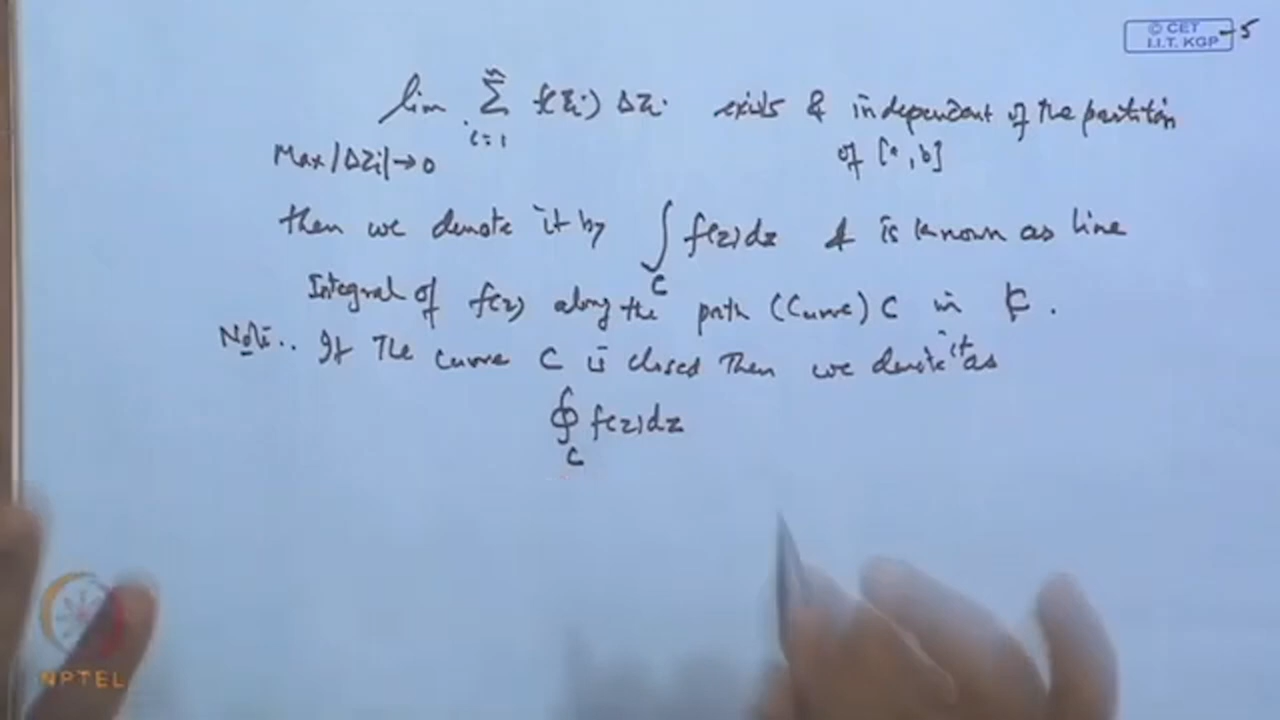 © CET
I.I.T. KGP -5
lim Σ f(ξi) Δzi exists & independent of the partition
i=1
Max |Δzi|→0 of [a, b]
then we denote it by ∫ f(z)dz & is known as line
C
Integral of f(z) along the path (Curve) C in ₵.
Note.. If the curve C is closed then we denote it as
∮ f(z)dz
C
NPTEL